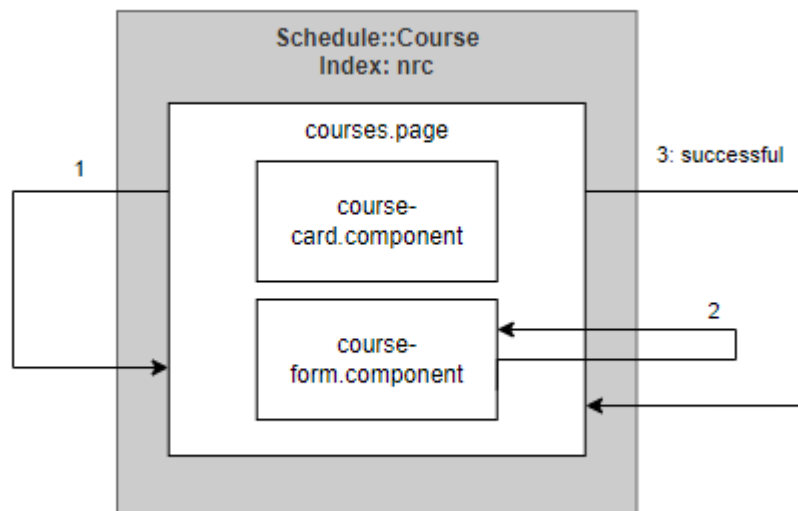 Schedule::Course
Index: nrc
courses.page
1
3: successful
course-
card.component
2
course-
form.component